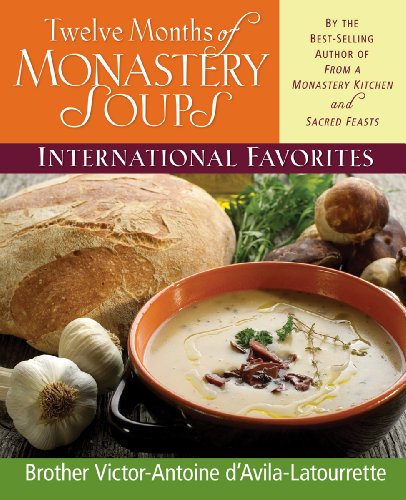 Twelve Months of
MONASTERY
SOUPS
BY THE
BEST-SELLING
AUTHOR OF
FROM A
MONASTERY KITCHEN
and
SACRED FEASTS
INTERNATIONAL FAVORITES
Brother Victor-Antoine d'Avila-Latourrette